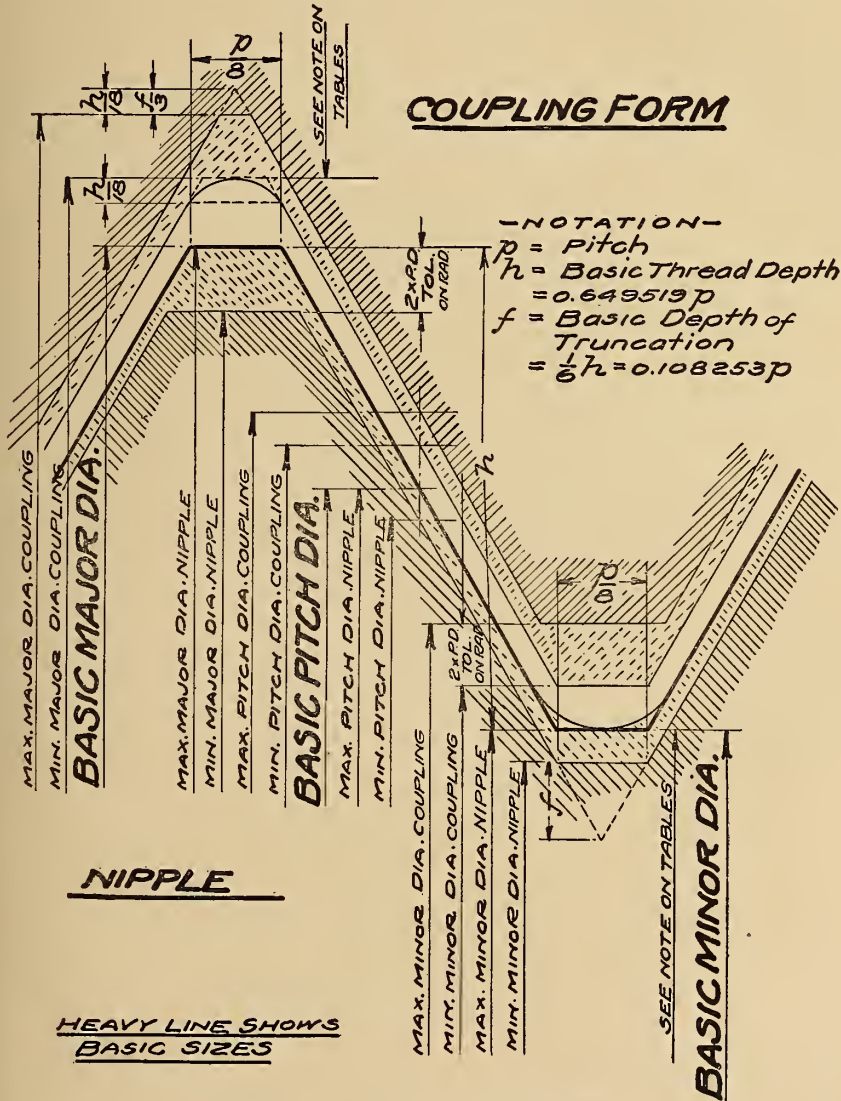 p/8
h/18
f/3
SEE NOTE ON
TABLES
COUPLING FORM
h/18
-NOTATION-
p = Pitch
h = Basic Thread Depth
= 0.649519p
f = Basic Depth of
Truncation
= 1/6 h = 0.108253p
2xP.D.
TOL.
ON RAD.
h
MAX. MAJOR DIA. COUPLING
MIN. MAJOR DIA. COUPLING
BASIC MAJOR DIA.
MAX. MAJOR DIA. NIPPLE
MIN. MAJOR DIA. NIPPLE
MAX. PITCH DIA. COUPLING
MIN. PITCH DIA. COUPLING
BASIC PITCH DIA.
MAX. PITCH DIA. NIPPLE
MIN. PITCH DIA. NIPPLE
p/8
2xP.D.
TOL.
ON RAD.
f
MAX. MINOR DIA. COUPLING
MIN. MINOR DIA. COUPLING
MAX. MINOR DIA. NIPPLE
MIN. MINOR DIA. NIPPLE
SEE NOTE ON TABLES
BASIC MINOR DIA.
NIPPLE
HEAVY LINE SHOWS
BASIC SIZES